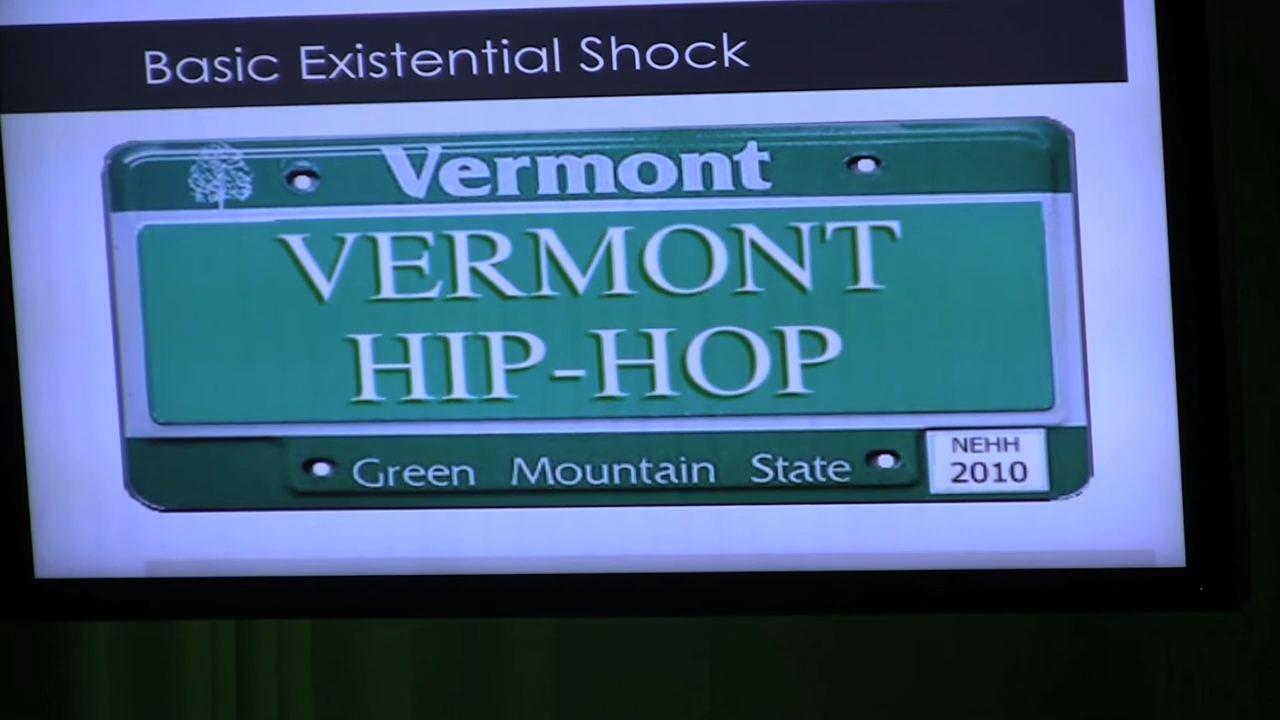 Basic Existential Shock
Vermont
VERMONT
HIP-HOP
Green Mountain State
NEHH
2010